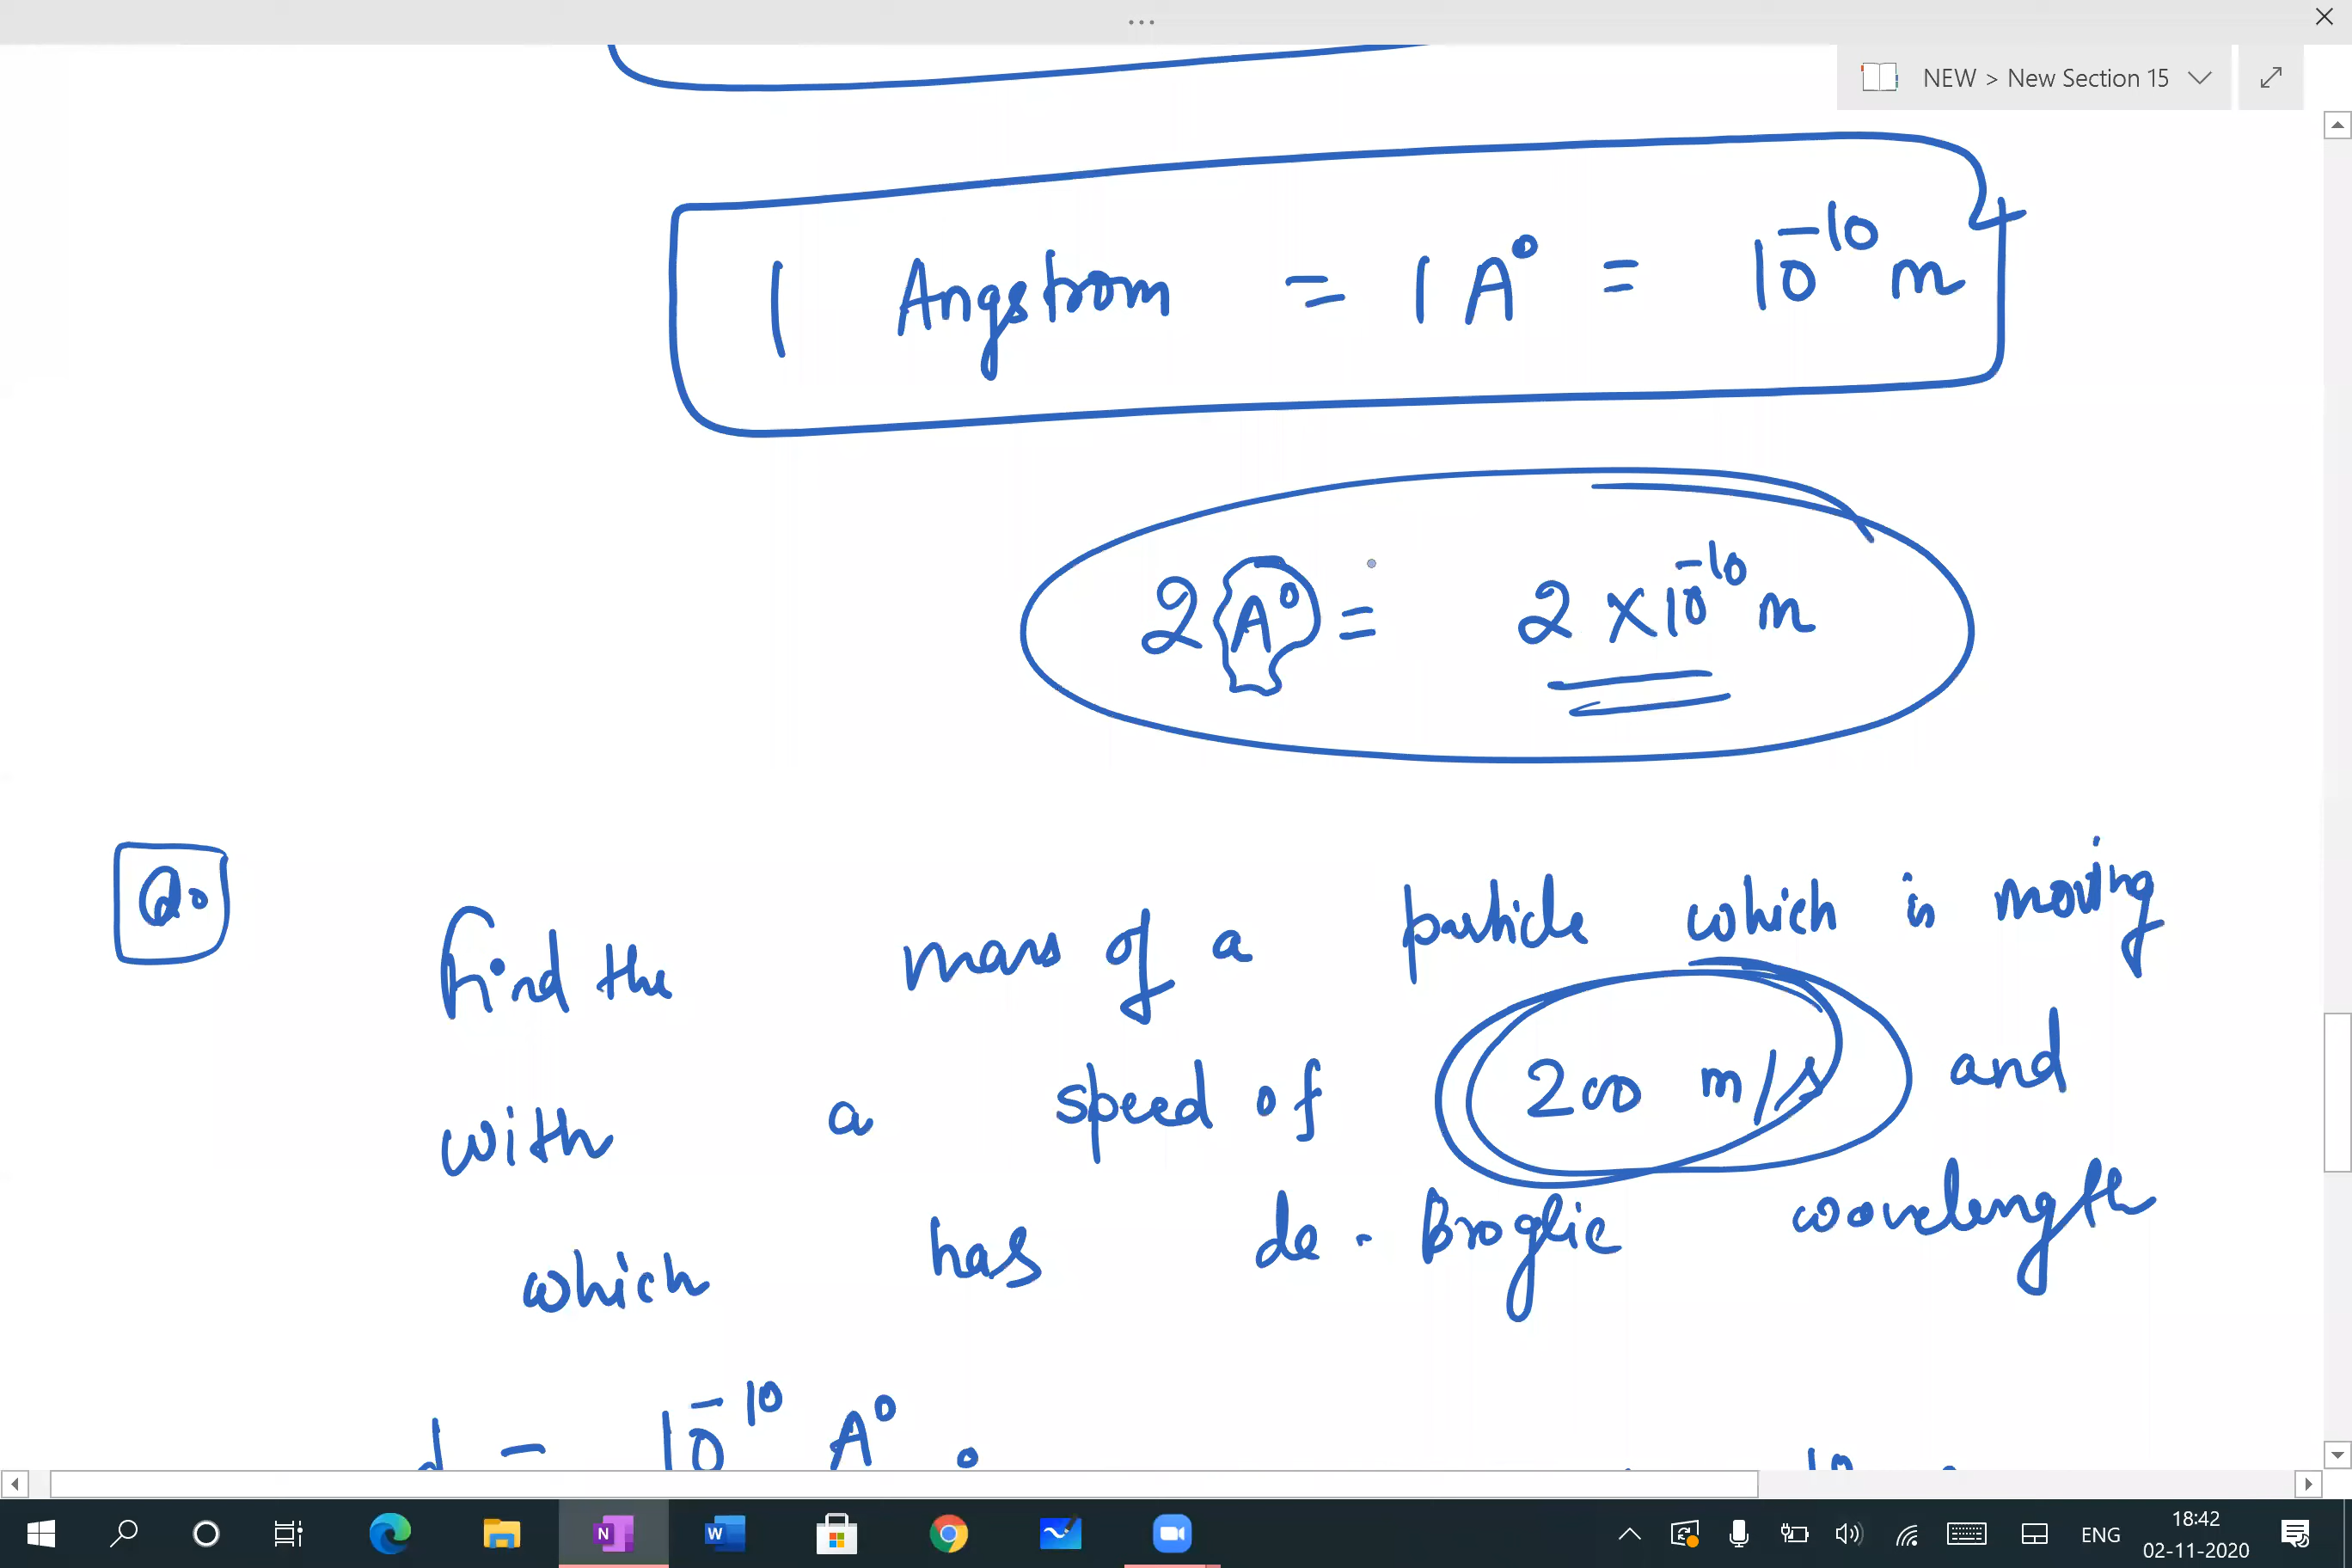 NEW > New Section 15
1 Angstrom = 1 A° = 10⁻¹⁰ m
2 A° = 2 × 10⁻¹⁰ m
Q.
Find the mass of a particle which is moving
with a speed of 200 m/s and
which has de-Broglie wavelength
10⁻¹⁰ A°
ENG
18:42
02-11-2020